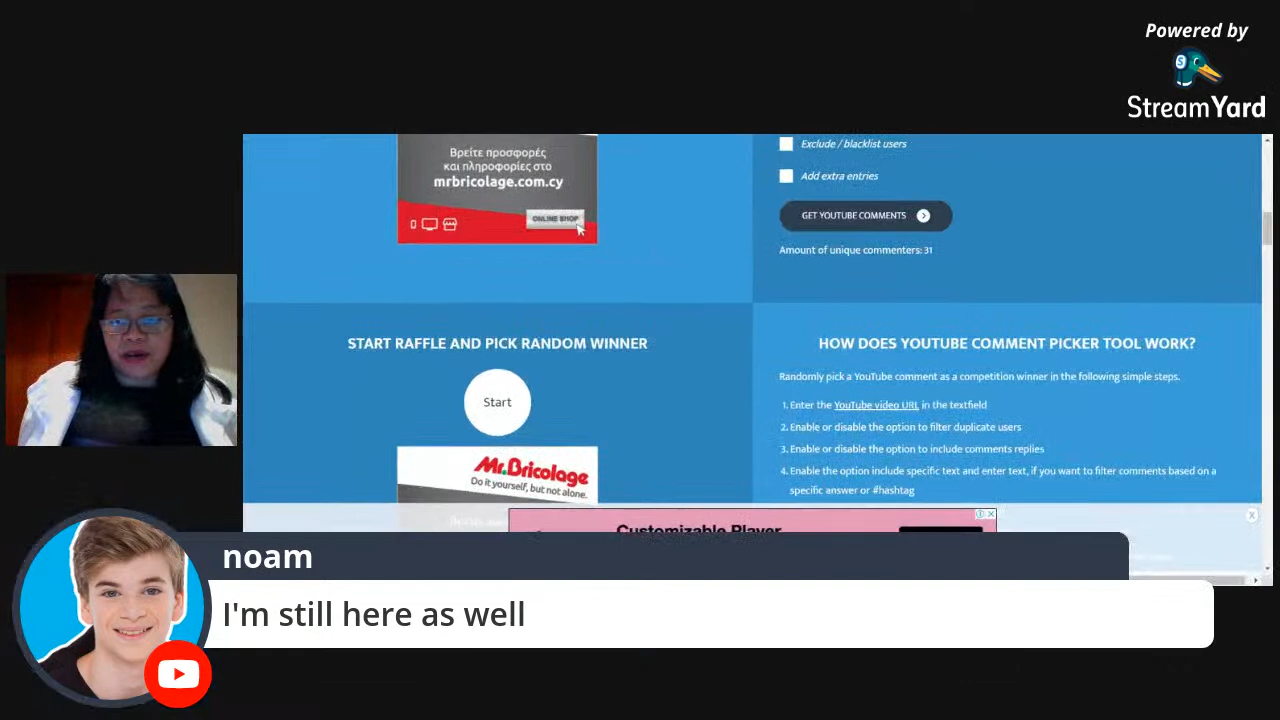 Powered by
StreamYard
Βρείτε προσφορές
και πληροφορίες στο
mrbricolage.com.cy
ONLINE SHOP
Exclude / blacklist users
Add extra entries
GET YOUTUBE COMMENTS
Amount of unique commenters: 31
START RAFFLE AND PICK RANDOM WINNER
Start
Mr.Bricolage
Do it yourself, but not alone.
HOW DOES YOUTUBE COMMENT PICKER TOOL WORK?
Randomly pick a YouTube comment as a competition winner in the following simple steps.
1. Enter the YouTube video URL in the textfield
2. Enable or disable the option to filter duplicate users
3. Enable or disable the option to include comments replies
4. Enable the option include specific text and enter text, if you want to filter comments based on a
specific answer or #hashtag
Customizable Player
noam
I'm still here as well